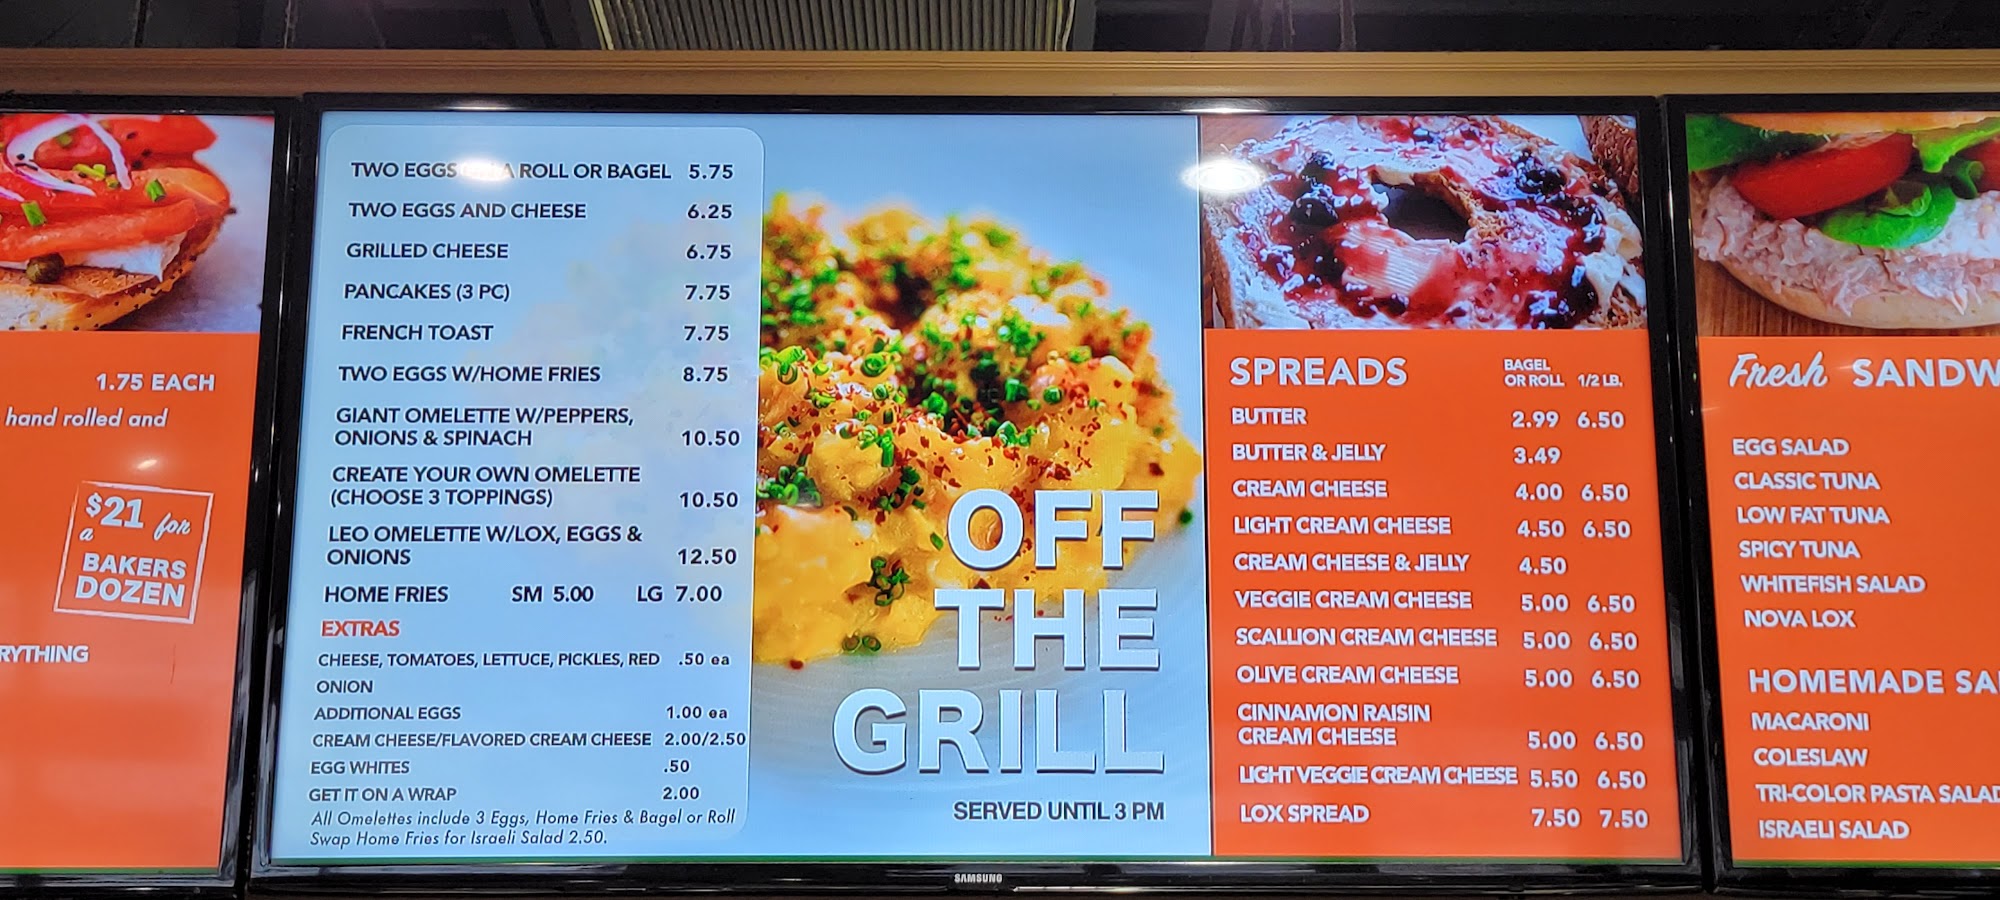 1.75 EACH
hand rolled and
$21 for
a
BAKERS
DOZEN
RYTHING
TWO EGGS A ROLL OR BAGEL 5.75
TWO EGGS AND CHEESE 6.25
GRILLED CHEESE 6.75
PANCAKES (3 PC) 7.75
FRENCH TOAST 7.75
TWO EGGS W/HOME FRIES 8.75
GIANT OMELETTE W/PEPPERS,
ONIONS & SPINACH 10.50
CREATE YOUR OWN OMELETTE
(CHOOSE 3 TOPPINGS) 10.50
LEO OMELETTE W/LOX, EGGS &
ONIONS 12.50
HOME FRIES SM 5.00 LG 7.00
EXTRAS
CHEESE, TOMATOES, LETTUCE, PICKLES, RED .50 ea
ONION
ADDITIONAL EGGS 1.00 ea
CREAM CHEESE/FLAVORED CREAM CHEESE 2.00/2.50
EGG WHITES .50
GET IT ON A WRAP 2.00
All Omelettes include 3 Eggs, Home Fries & Bagel or Roll
Swap Home Fries for Israeli Salad 2.50.
OFF
THE
GRILL
SERVED UNTIL 3 PM
SPREADS BAGEL OR ROLL 1/2 LB.
BUTTER 2.99 6.50
BUTTER & JELLY 3.49
CREAM CHEESE 4.00 6.50
LIGHT CREAM CHEESE 4.50 6.50
CREAM CHEESE & JELLY 4.50
VEGGIE CREAM CHEESE 5.00 6.50
SCALLION CREAM CHEESE 5.00 6.50
OLIVE CREAM CHEESE 5.00 6.50
CINNAMON RAISIN
CREAM CHEESE 5.00 6.50
LIGHT VEGGIE CREAM CHEESE 5.50 6.50
LOX SPREAD 7.50 7.50
Fresh SANDW
EGG SALAD
CLASSIC TUNA
LOW FAT TUNA
SPICY TUNA
WHITEFISH SALAD
NOVA LOX
HOMEMADE SA
MACARONI
COLESLAW
TRI-COLOR PASTA SALAD
ISRAELI SALAD
SAMSUNG